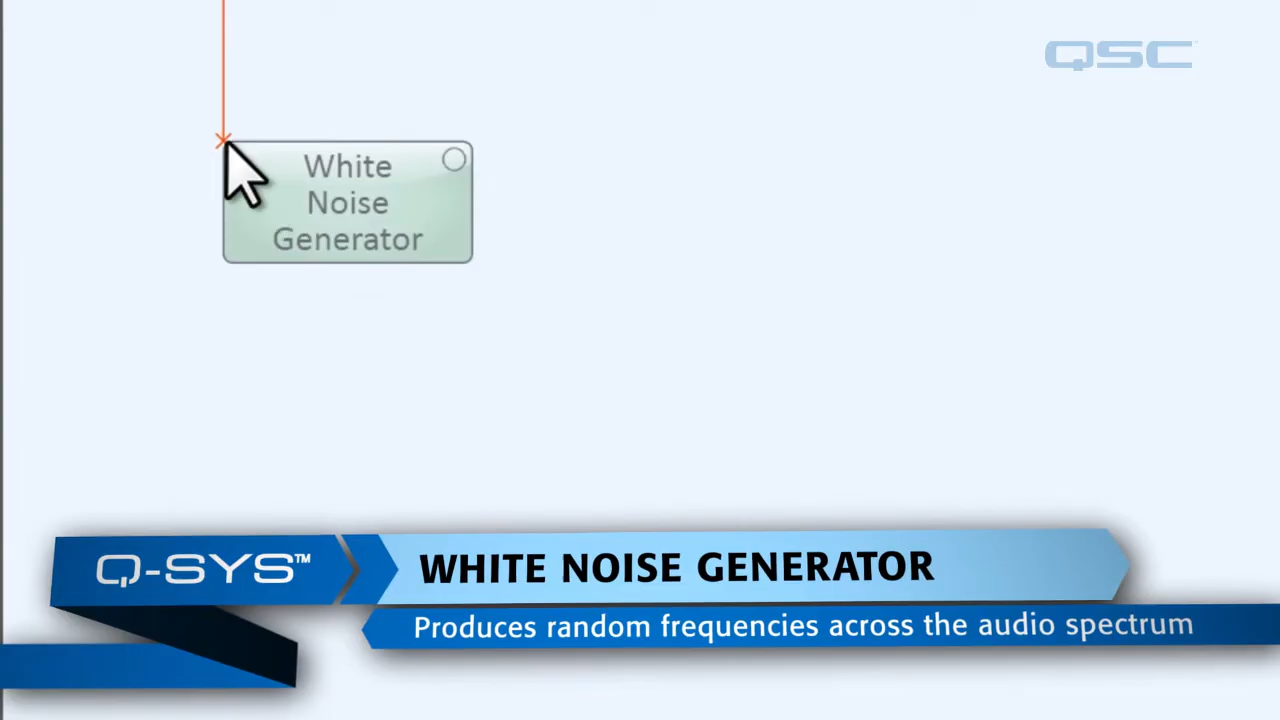 QSC
White
Noise
Generator
Q-SYS™
WHITE NOISE GENERATOR
Produces random frequencies across the audio spectrum